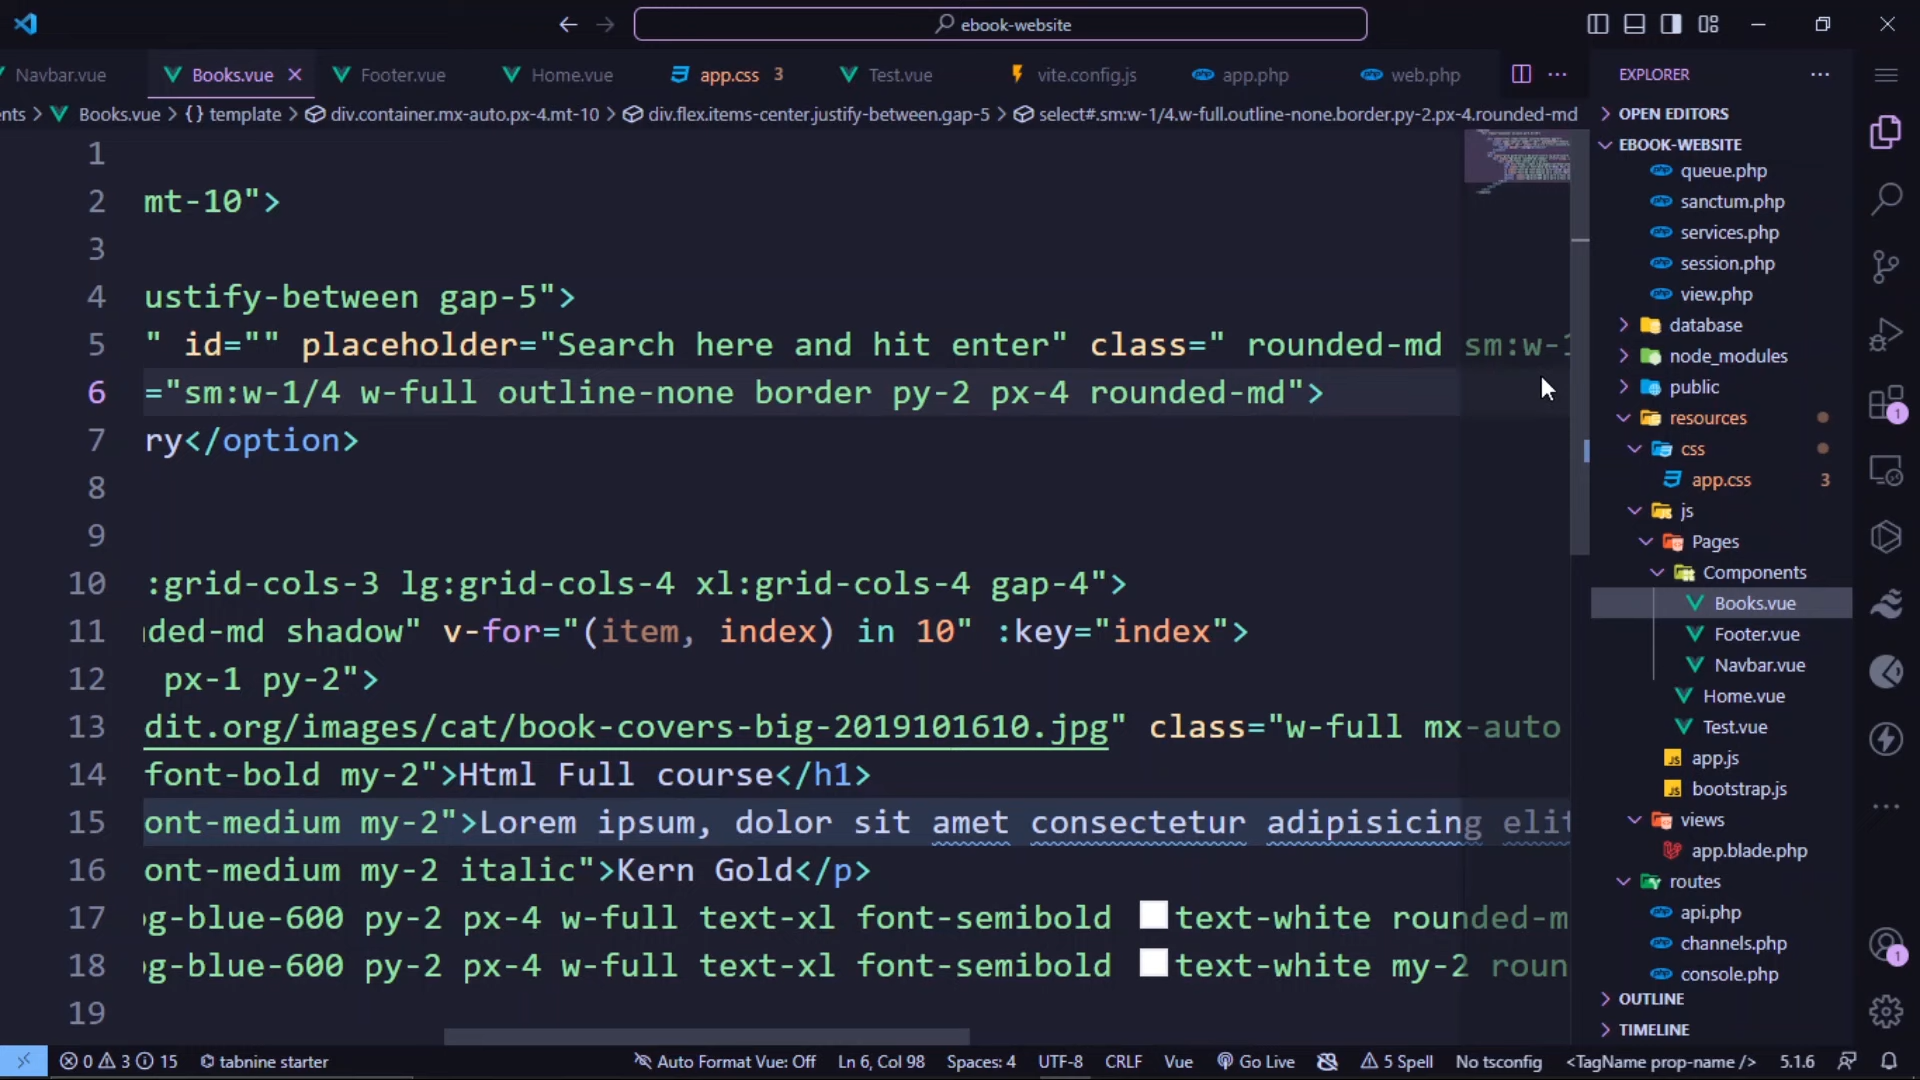 ebook-website
Navbar.vue
Books.vue
Footer.vue
Home.vue
app.css 3
Test.vue
vite.config.js
app.php
web.php
nts > Books.vue > {} template > div.container.mx-auto.px-4.mt-10 > div.flex.items-center.justify-between.gap-5 > select#.sm:w-1/4.w-full.outline-none.border.py-2.px-4.rounded-md
1
2 mt-10">
3
4 ustify-between gap-5">
5 " id="" placeholder="Search here and hit enter" class=" rounded-md sm:w-1
6 ="sm:w-1/4 w-full outline-none border py-2 px-4 rounded-md">
7 ry</option>
8
9
10 :grid-cols-3 lg:grid-cols-4 xl:grid-cols-4 gap-4">
11 nded-md shadow" v-for="(item, index) in 10" :key="index">
12 px-1 py-2">
13 dit.org/images/cat/book-covers-big-2019101610.jpg" class="w-full mx-auto
14 font-bold my-2">Html Full course</h1>
15 ont-medium my-2">Lorem ipsum, dolor sit amet consectetur adipisicing elit
16 ont-medium my-2 italic">Kern Gold</p>
17 bg-blue-600 py-2 px-4 w-full text-xl font-semibold text-white rounded-m
18 bg-blue-600 py-2 px-4 w-full text-xl font-semibold text-white my-2 roun
19
EXPLORER
OPEN EDITORS
EBOOK-WEBSITE
queue.php
sanctum.php
services.php
session.php
view.php
database
node_modules
public
resources
css
app.css 3
js
Pages
Components
Books.vue
Footer.vue
Navbar.vue
Home.vue
Test.vue
app.js
bootstrap.js
views
app.blade.php
routes
api.php
channels.php
console.php
OUTLINE
TIMELINE
1
1
0 3 15 tabnine starter Auto Format Vue: Off Ln 6, Col 98 Spaces: 4 UTF-8 CRLF Vue Go Live 5 Spell No tsconfig <TagName prop-name /> 5.1.6